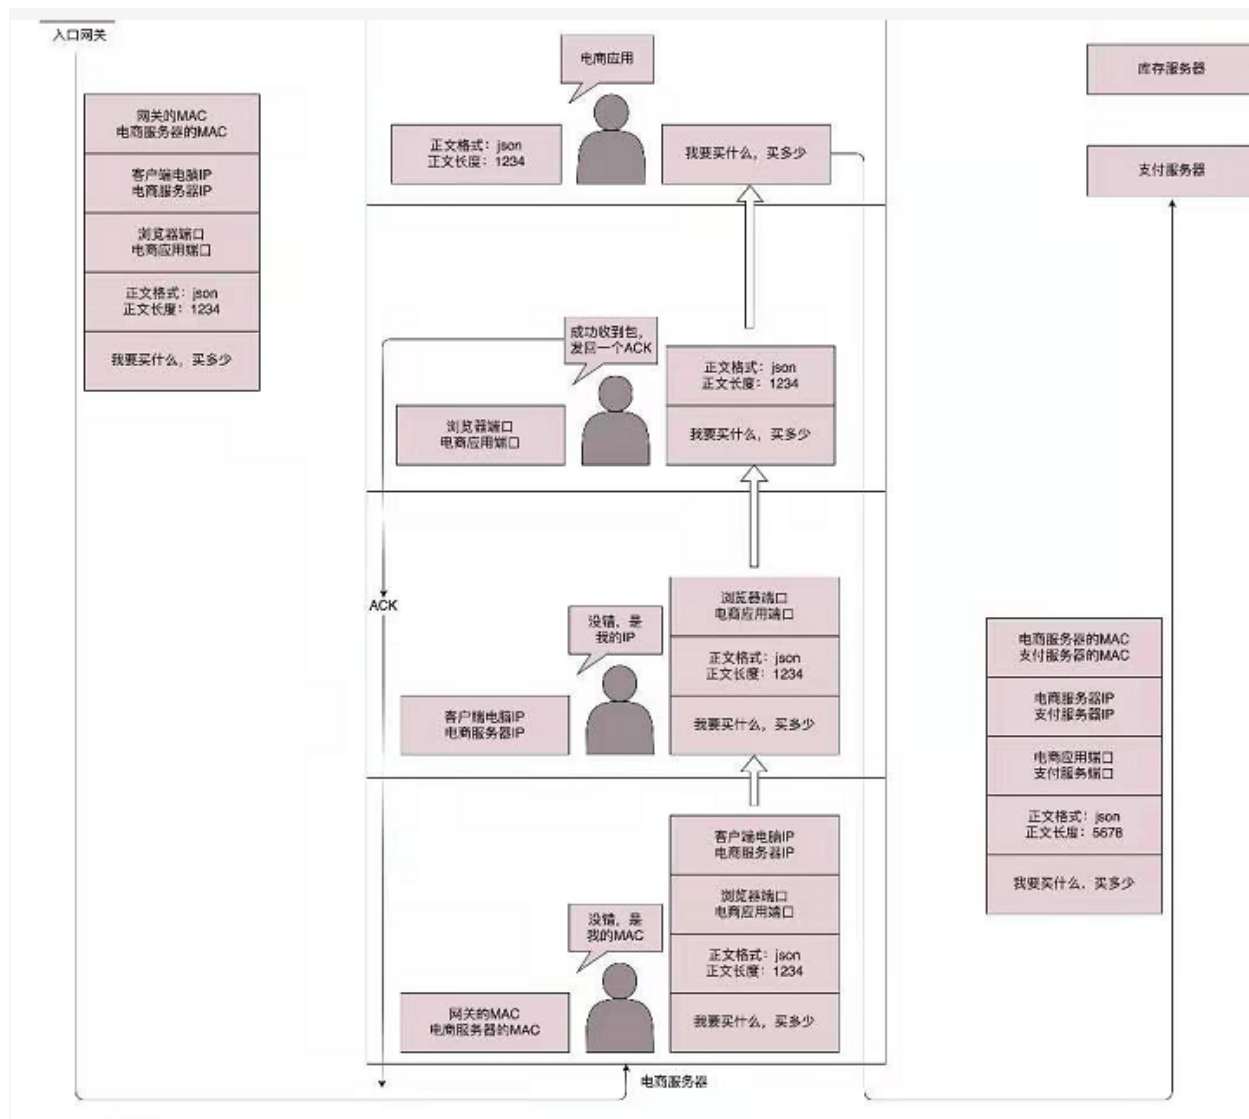 入口网关
网关的MAC
电商服务器的MAC
客户端电脑IP
电商服务器IP
浏览器端口
电商应用端口
正文格式：json
正文长度：1234
我要买什么，买多少
电商应用
正文格式：json
正文长度：1234
我要买什么，买多少
成功收到包，
发回一个ACK
浏览器端口
电商应用端口
正文格式：json
正文长度：1234
我要买什么，买多少
ACK
没错，是
我的IP
客户端电脑IP
电商服务器IP
浏览器端口
电商应用端口
正文格式：json
正文长度：1234
我要买什么，买多少
没错，是
我的MAC
网关的MAC
电商服务器的MAC
客户端电脑IP
电商服务器IP
浏览器端口
电商应用端口
正文格式：json
正文长度：1234
我要买什么，买多少
电商服务器
库存服务器
支付服务器
电商服务器的MAC
支付服务器的MAC
电商服务器IP
支付服务器IP
电商应用端口
支付服务端口
正文格式：json
正文长度：5678
我要买什么，买多少